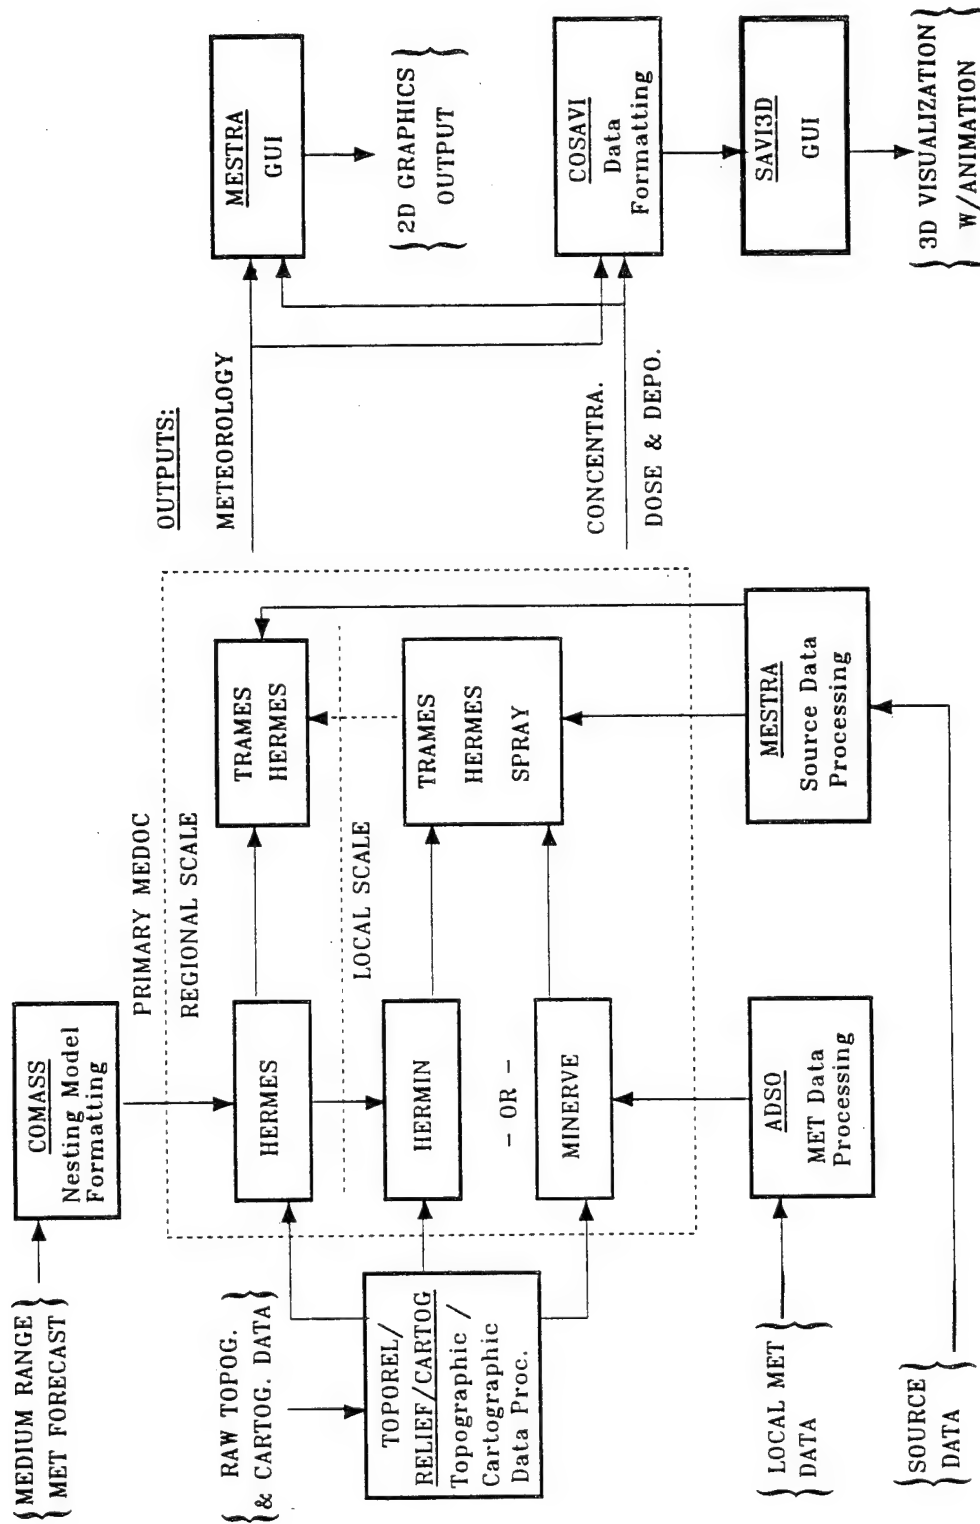 {MEDIUM RANGE
MET FORECAST}
COMASS
Nesting Model
Formatting
RAW TOPOG.
{& CARTOG. DATA}
TOPOREL/
RELIEF/CARTOG
Topographic /
Cartographic
Data Proc.
{LOCAL MET
DATA}
{SOURCE
DATA}
PRIMARY MEDOC
REGIONAL SCALE
HERMES
TRAMES
HERMES
LOCAL SCALE
HERMIN
- OR -
MINERVE
TRAMES
HERMES
SPRAY
ADSO
MET Data
Processing
MESTRA
Source Data
Processing
OUTPUTS:
METEOROLOGY
CONCENTRA.
DOSE & DEPO.
MESTRA
GUI
{2D GRAPHICS
OUTPUT}
COSAVI
Data
Formatting
SAVI3D
GUI
{3D VISUALIZATION
W/ANIMATION}